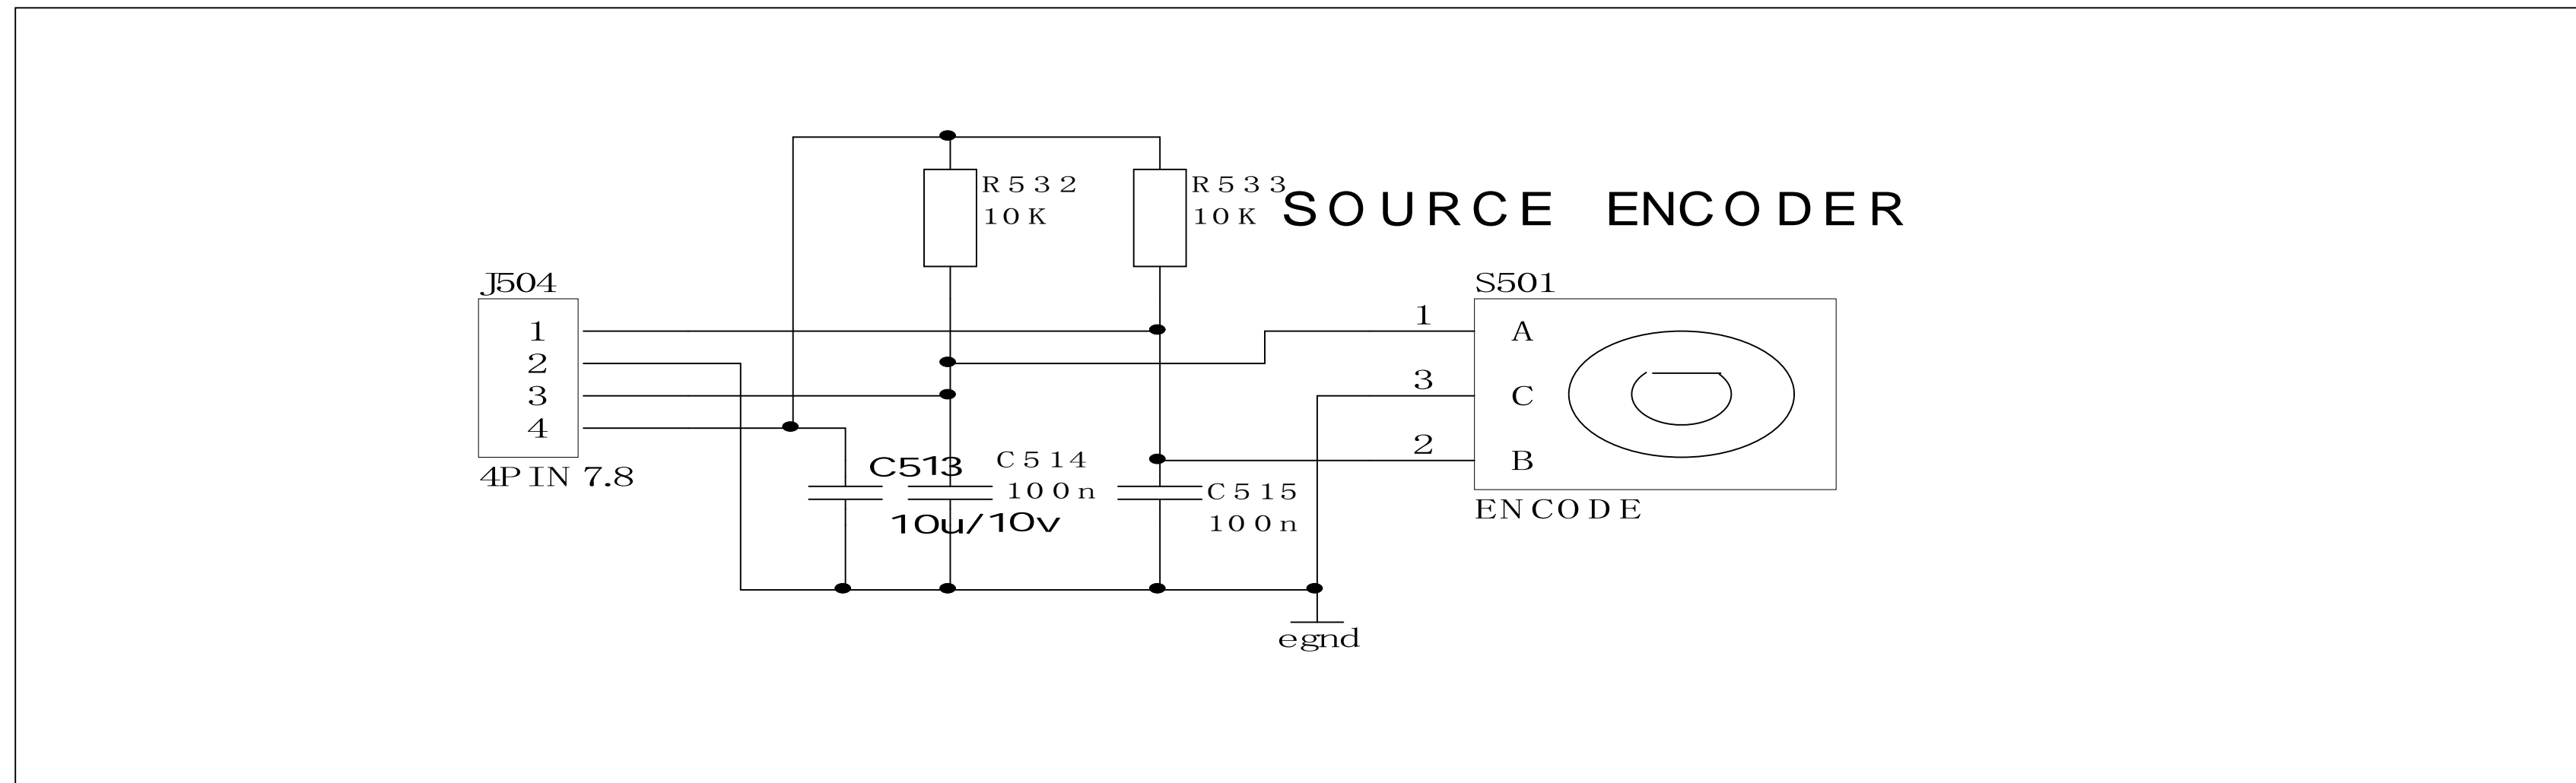 R532
10K
R533
10K
SOURCE ENCODER
J504
1
2
3
4
4PIN 7.8
C513
10u/10v
C514
100n
C515
100n
S501
1
A
3
C
2
B
ENCODE
egnd